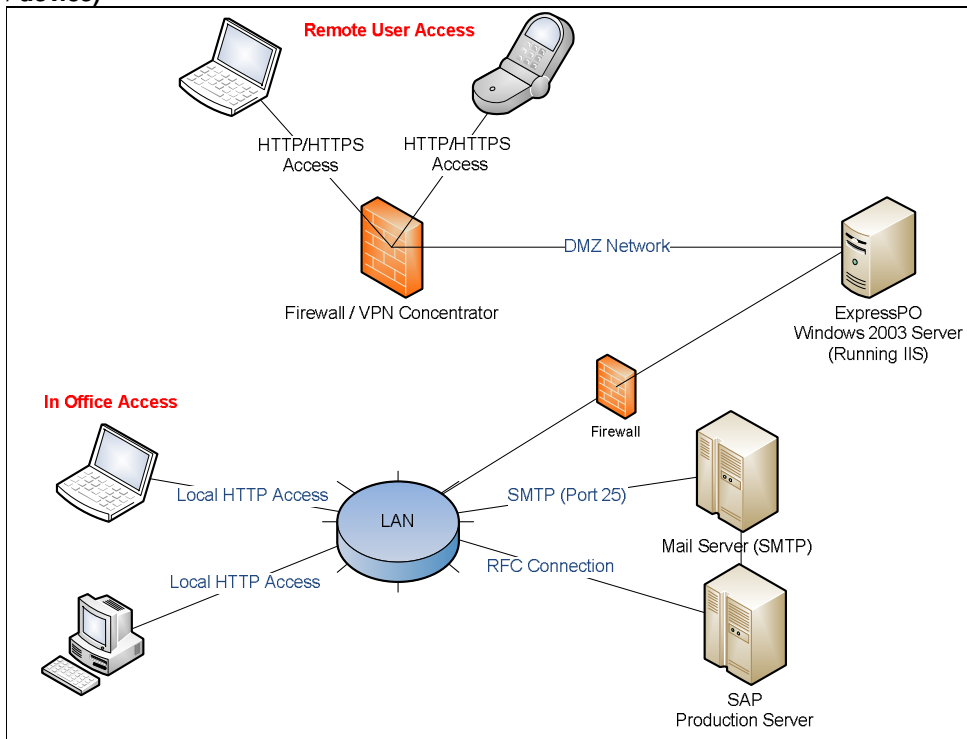 device)
Remote User Access
HTTP/HTTPS
Access
HTTP/HTTPS
Access
DMZ Network
Firewall / VPN Concentrator
ExpressPO
Windows 2003 Server
(Running IIS)
Firewall
In Office Access
Local HTTP Access
LAN
SMTP (Port 25)
Mail Server (SMTP)
Local HTTP Access
RFC Connection
SAP
Production Server